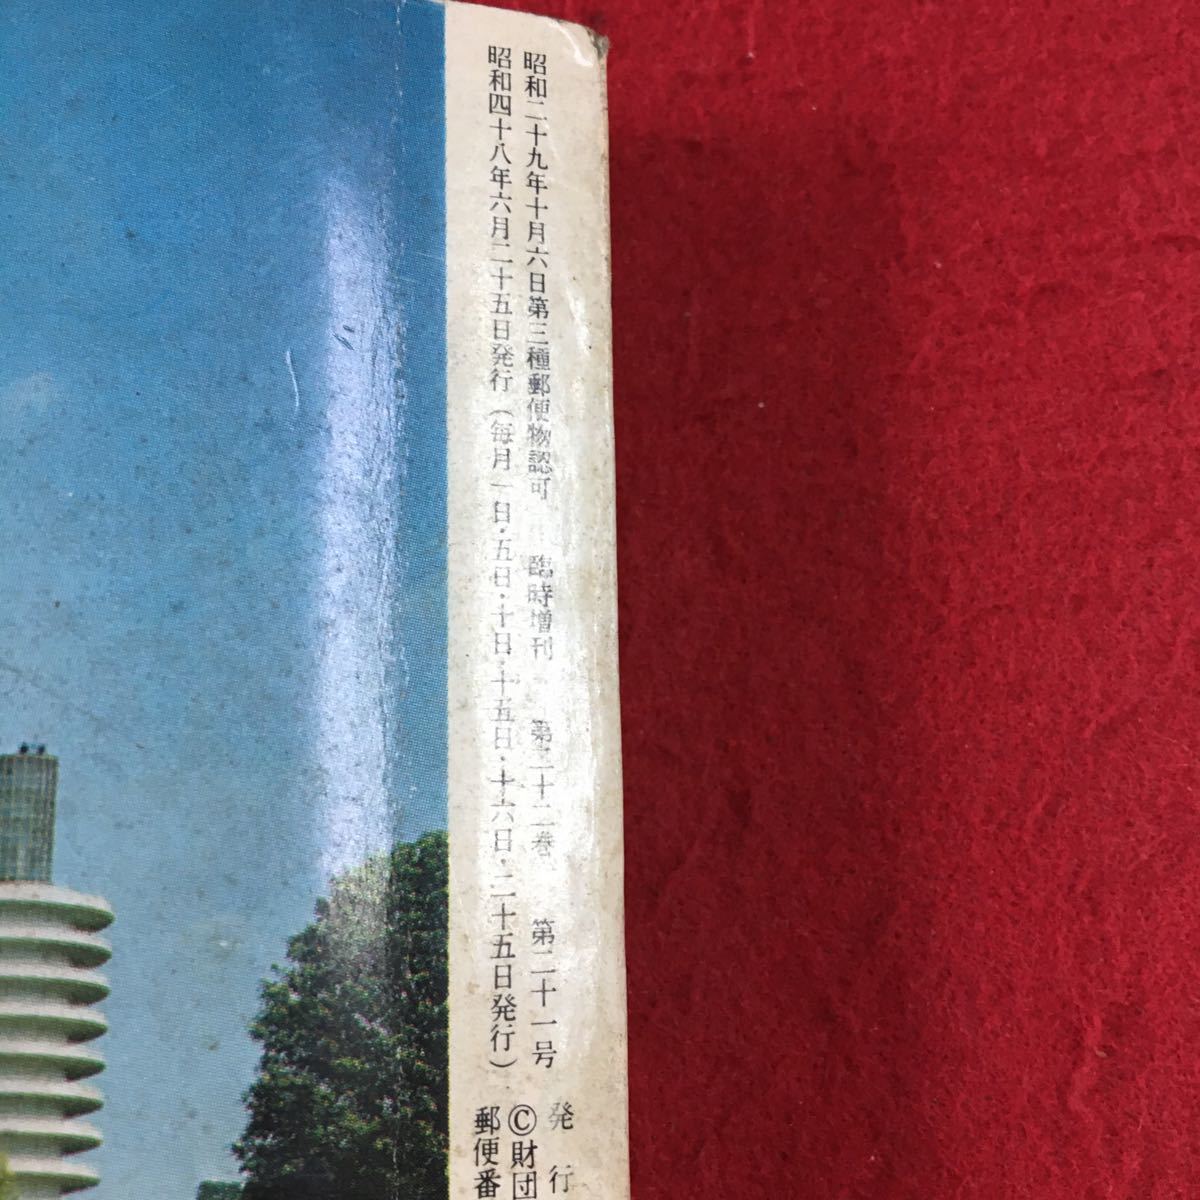 昭和二十九年十月六日第三種郵便物認可 臨時増刊 第二十二巻 第二十一号
昭和四十八年六月二十五日発行（毎月一日・五日・十日・十五日・十六日・二十五日発行）
発行
©財団
郵便番